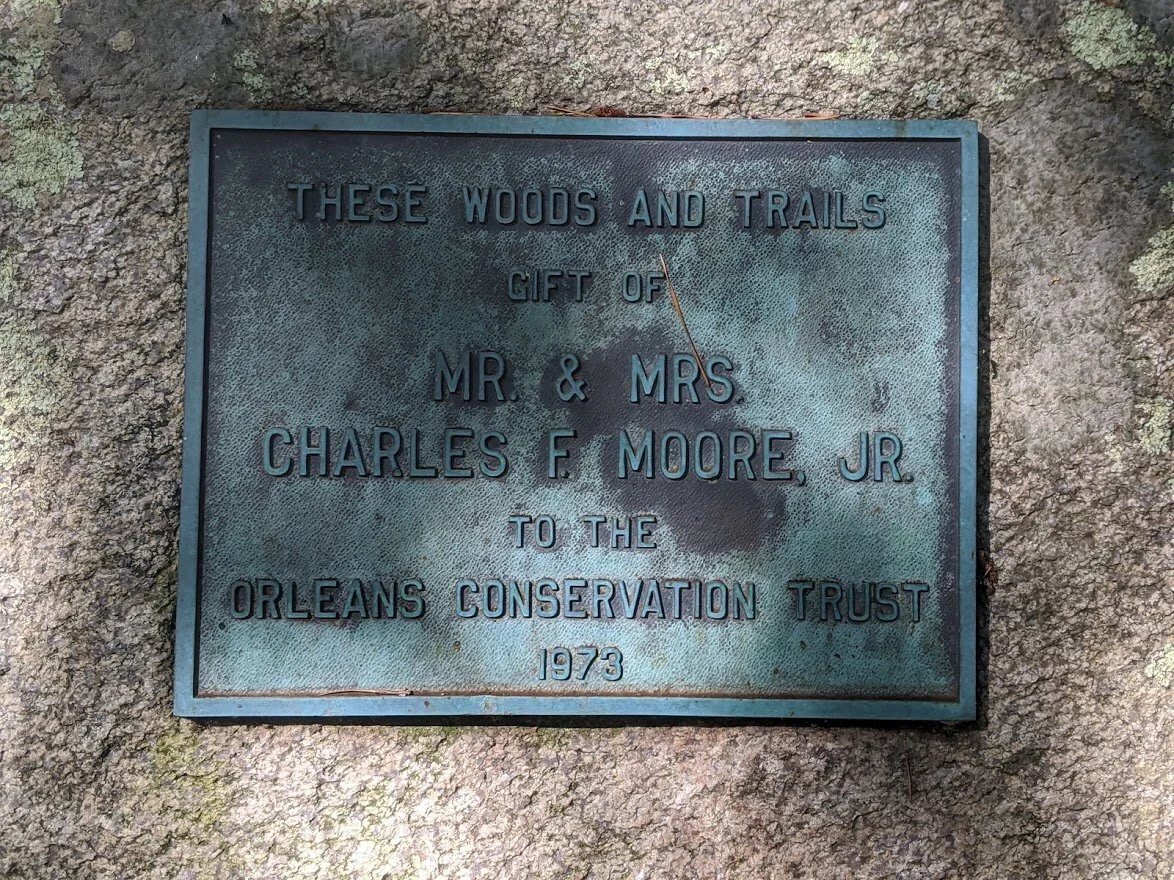 THESE WOODS AND TRAILS
GIFT OF
MR. & MRS.
CHARLES F. MOORE, JR.
TO THE
ORLEANS CONSERVATION TRUST
1973